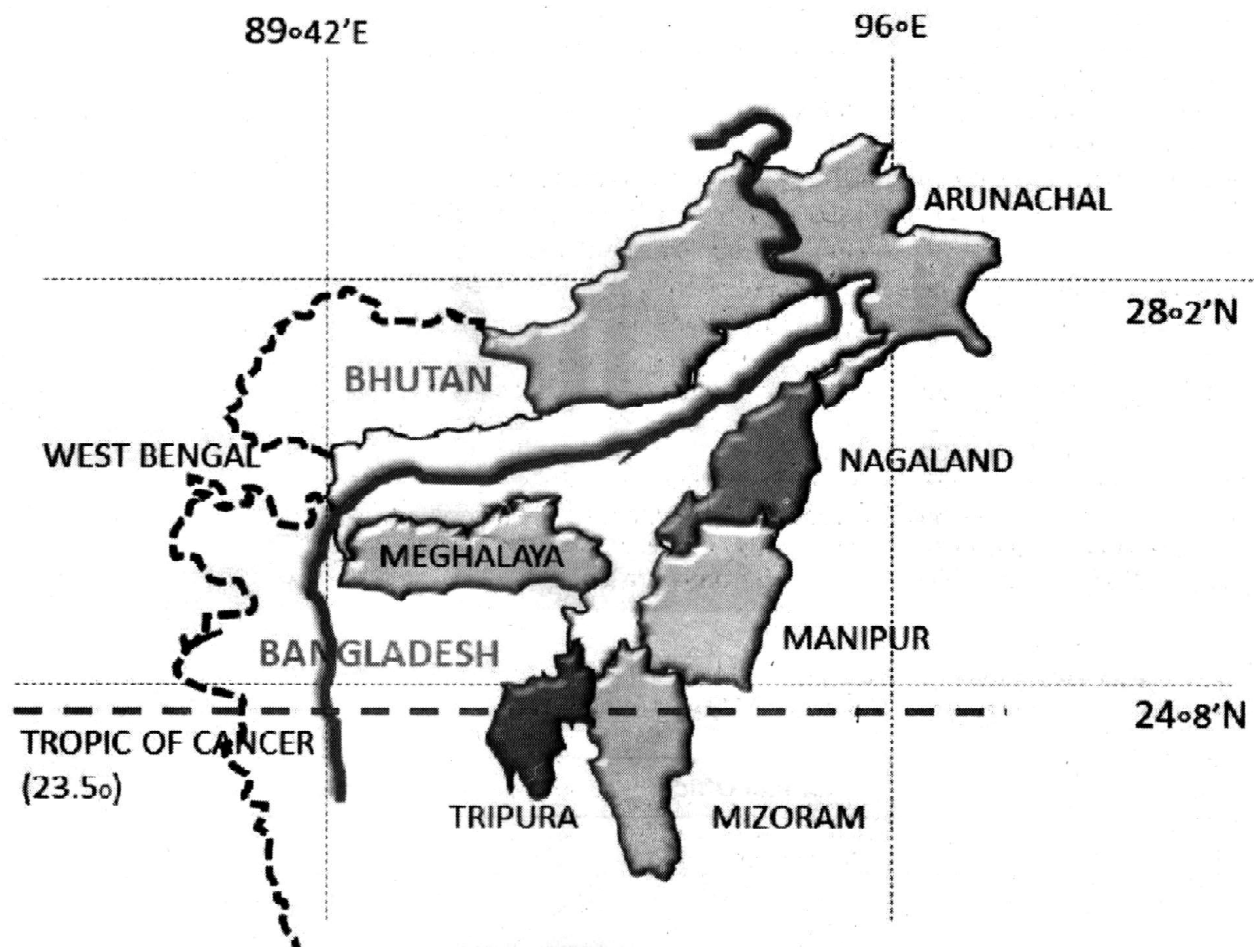 89∘42’E
96∘E
ARUNACHAL
28∘2’N
BHUTAN
WEST BENGAL
NAGALAND
MEGHALAYA
MANIPUR
BANGLADESH
24∘8’N
TROPIC OF CANCER
(23.5∘)
TRIPURA
MIZORAM